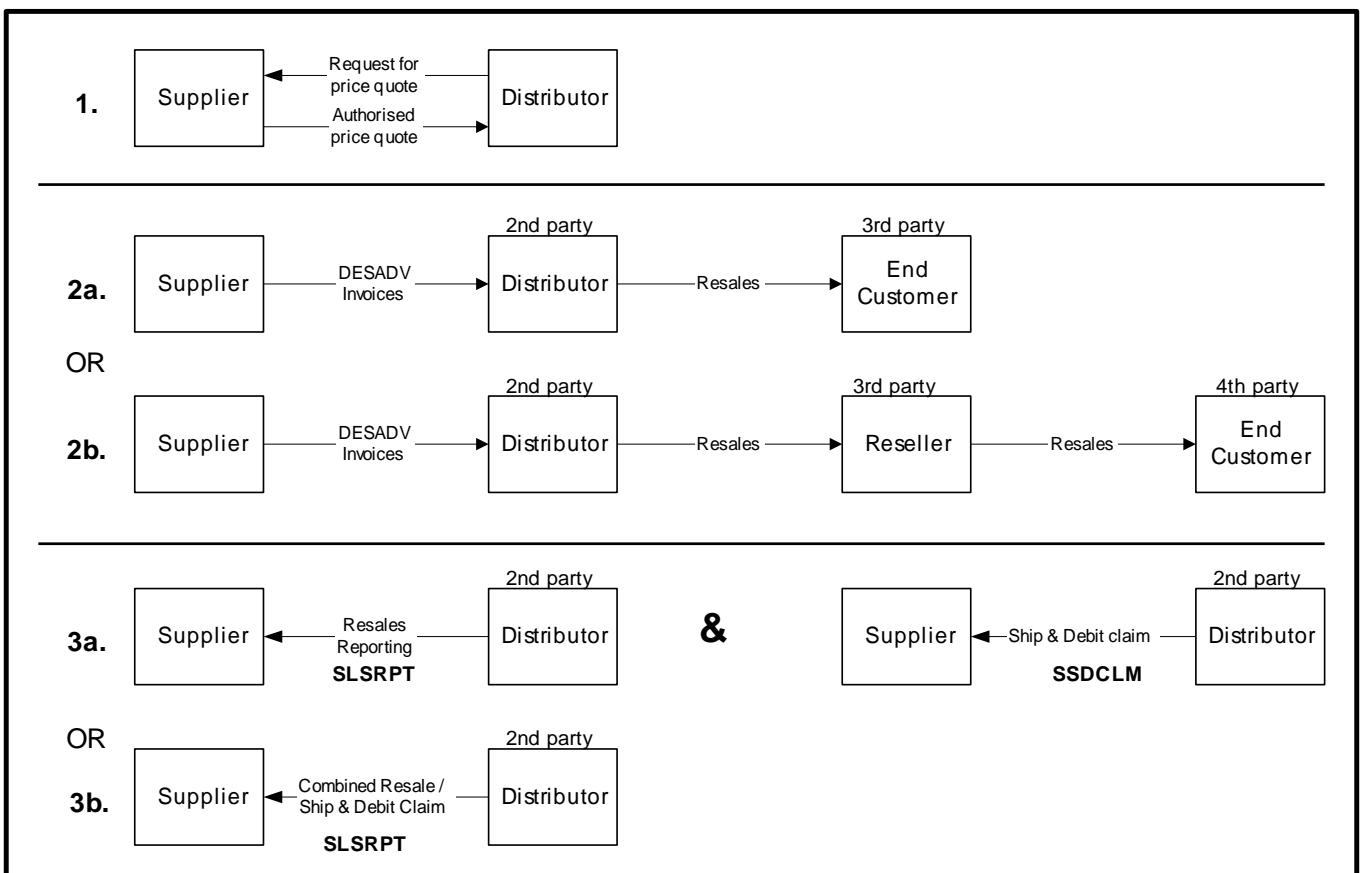 1.
Supplier
Request for
price quote
Authorised
price quote
Distributor
2a.
Supplier
DESADV
Invoices
2nd party
Distributor
Resales
3rd party
End
Customer
OR
2b.
Supplier
DESADV
Invoices
2nd party
Distributor
Resales
3rd party
Reseller
Resales
4th party
End
Customer
3a.
Supplier
Resales
Reporting
SLSRPT
2nd party
Distributor
&
Supplier
Ship & Debit claim
SSDCLM
2nd party
Distributor
OR
3b.
Supplier
Combined Resale /
Ship & Debit Claim
SLSRPT
2nd party
Distributor